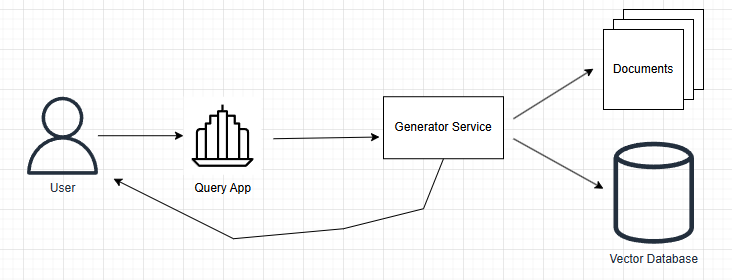 Documents
Generator Service
User
Query App
Vector Database